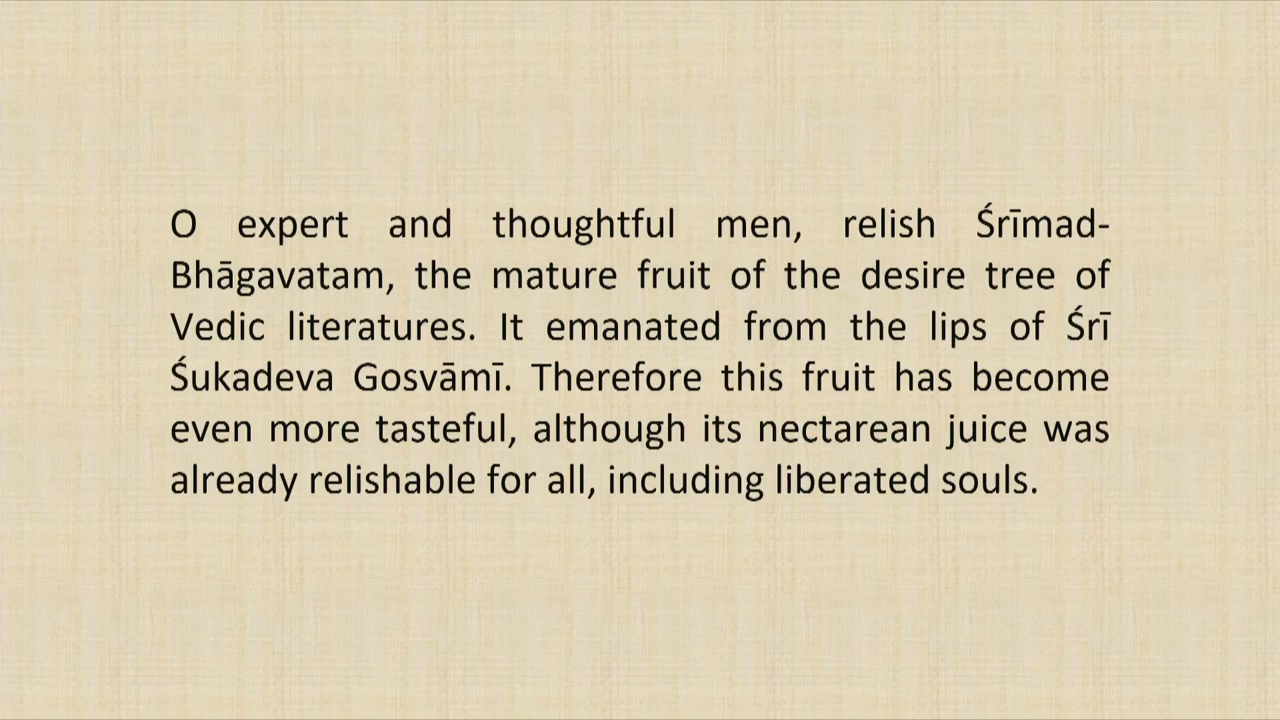 O expert and thoughtful men, relish Śrīmad-
Bhāgavatam, the mature fruit of the desire tree of
Vedic literatures. It emanated from the lips of Śrī
Śukadeva Gosvāmī. Therefore this fruit has become
even more tasteful, although its nectarean juice was
already relishable for all, including liberated souls.